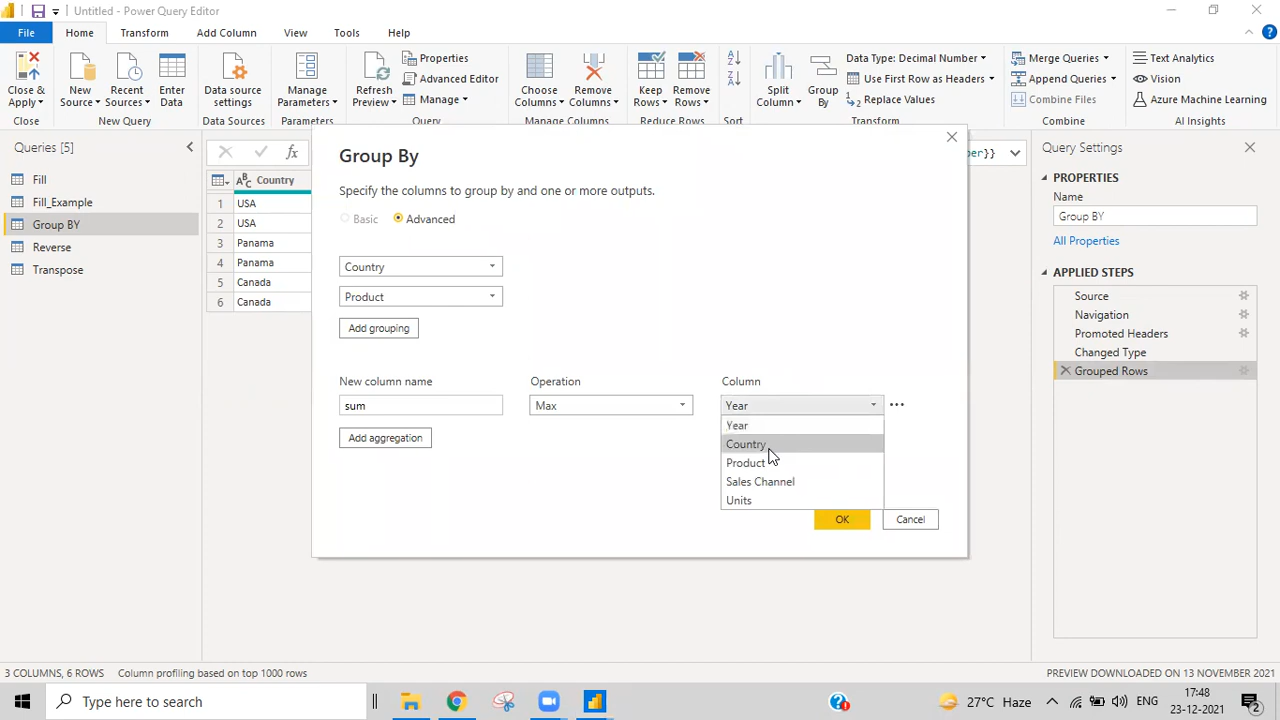 Untitled - Power Query Editor
File Home Transform Add Column View Tools Help
Close & Apply
New Source
Recent Sources
Enter Data
Data source settings
Manage Parameters
Refresh Preview
Properties
Advanced Editor
Manage
Choose Columns
Remove Columns
Keep Rows
Remove Rows
Split Column
Group By
Data Type: Decimal Number
Use First Row as Headers
Replace Values
Merge Queries
Append Queries
Combine Files
Text Analytics
Vision
Azure Machine Learning
Close New Query Data Sources Parameters Query Manage Columns Reduce Rows Sort Transform Combine AI Insights
Queries [5]
Fill
Fill_Example
Group BY
Reverse
Transpose
fx
ber}}
ABC Country
1 USA
2 USA
3 Panama
4 Panama
5 Canada
6 Canada
Group By
Specify the columns to group by and one or more outputs.
Basic Advanced
Country
Product
Add grouping
New column name Operation Column
sum Max Year
Add aggregation
Year
Country
Product
Sales Channel
Units
OK Cancel
Query Settings
PROPERTIES
Name
Group BY
All Properties
APPLIED STEPS
Source
Navigation
Promoted Headers
Changed Type
Grouped Rows
3 COLUMNS, 6 ROWS Column profiling based on top 1000 rows PREVIEW DOWNLOADED ON 13 NOVEMBER 2021
Type here to search
27°C Haze
ENG
17:48
23-12-2021
2